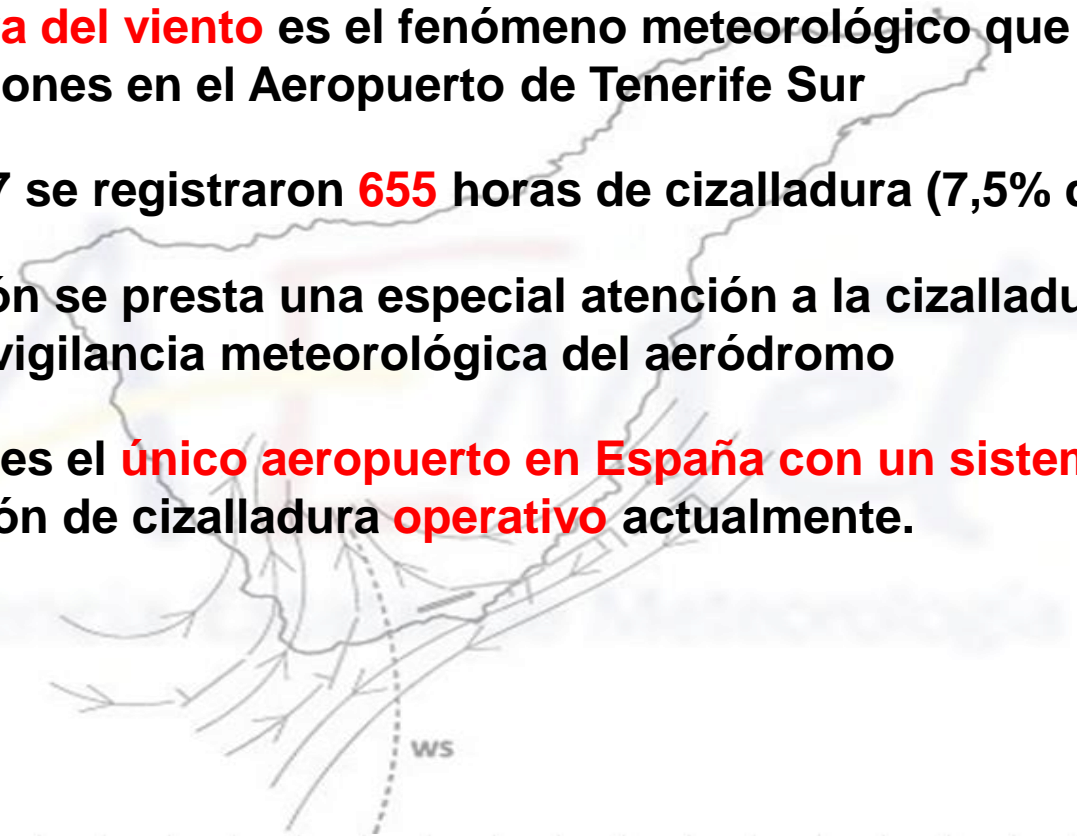 a del viento es el fenómeno meteorológico que
ones en el Aeropuerto de Tenerife Sur
7 se registraron 655 horas de cizalladura (7,5%
ón se presta una especial atención a la cizalladu
vigilancia meteorológica del aeródromo
es el único aeropuerto en España con un sistem
ón de cizalladura operativo actualmente.
Meteorología
ws